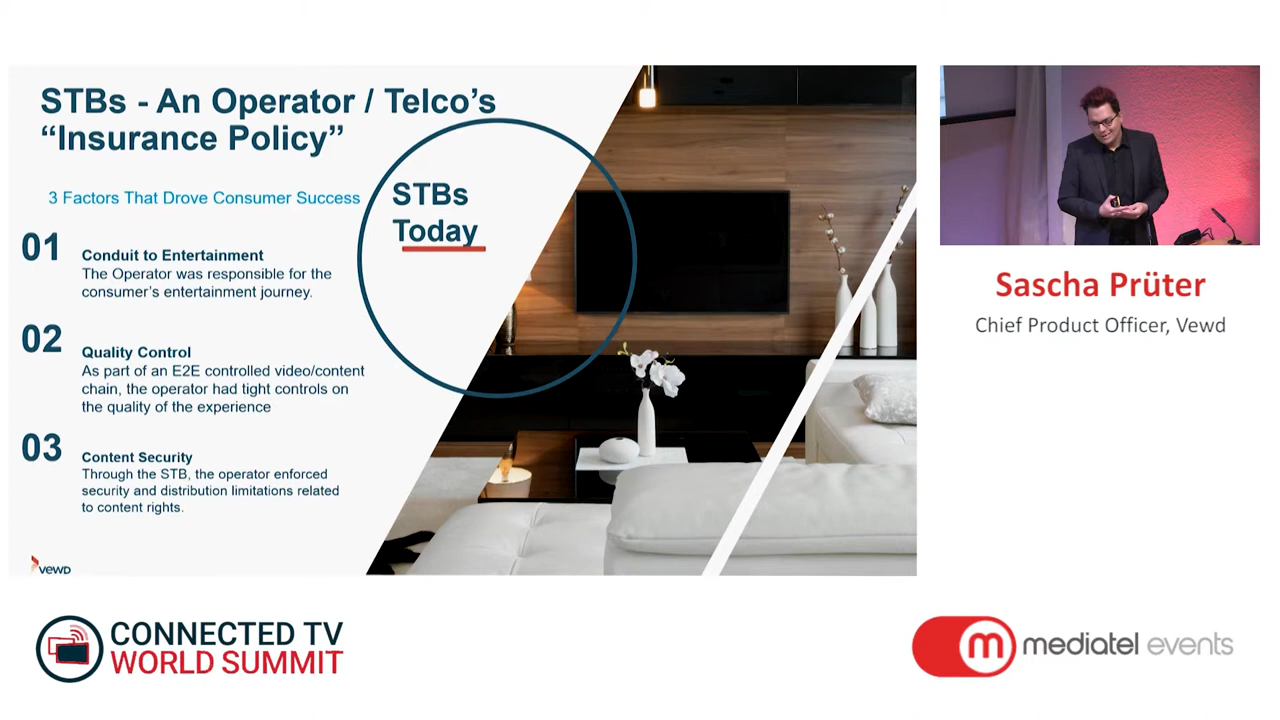 STBs - An Operator / Telco's
“Insurance Policy”
3 Factors That Drove Consumer Success
STBs
Today
01
Conduit to Entertainment
The Operator was responsible for the
consumer's entertainment journey.
02
Quality Control
As part of an E2E controlled video/content
chain, the operator had tight controls on
the quality of the experience
03
Content Security
Through the STB, the operator enforced
security and distribution limitations related
to content rights.
VEWD
Sascha Prüter
Chief Product Officer, Vewd
CONNECTED TV
WORLD SUMMIT
m mediatel events